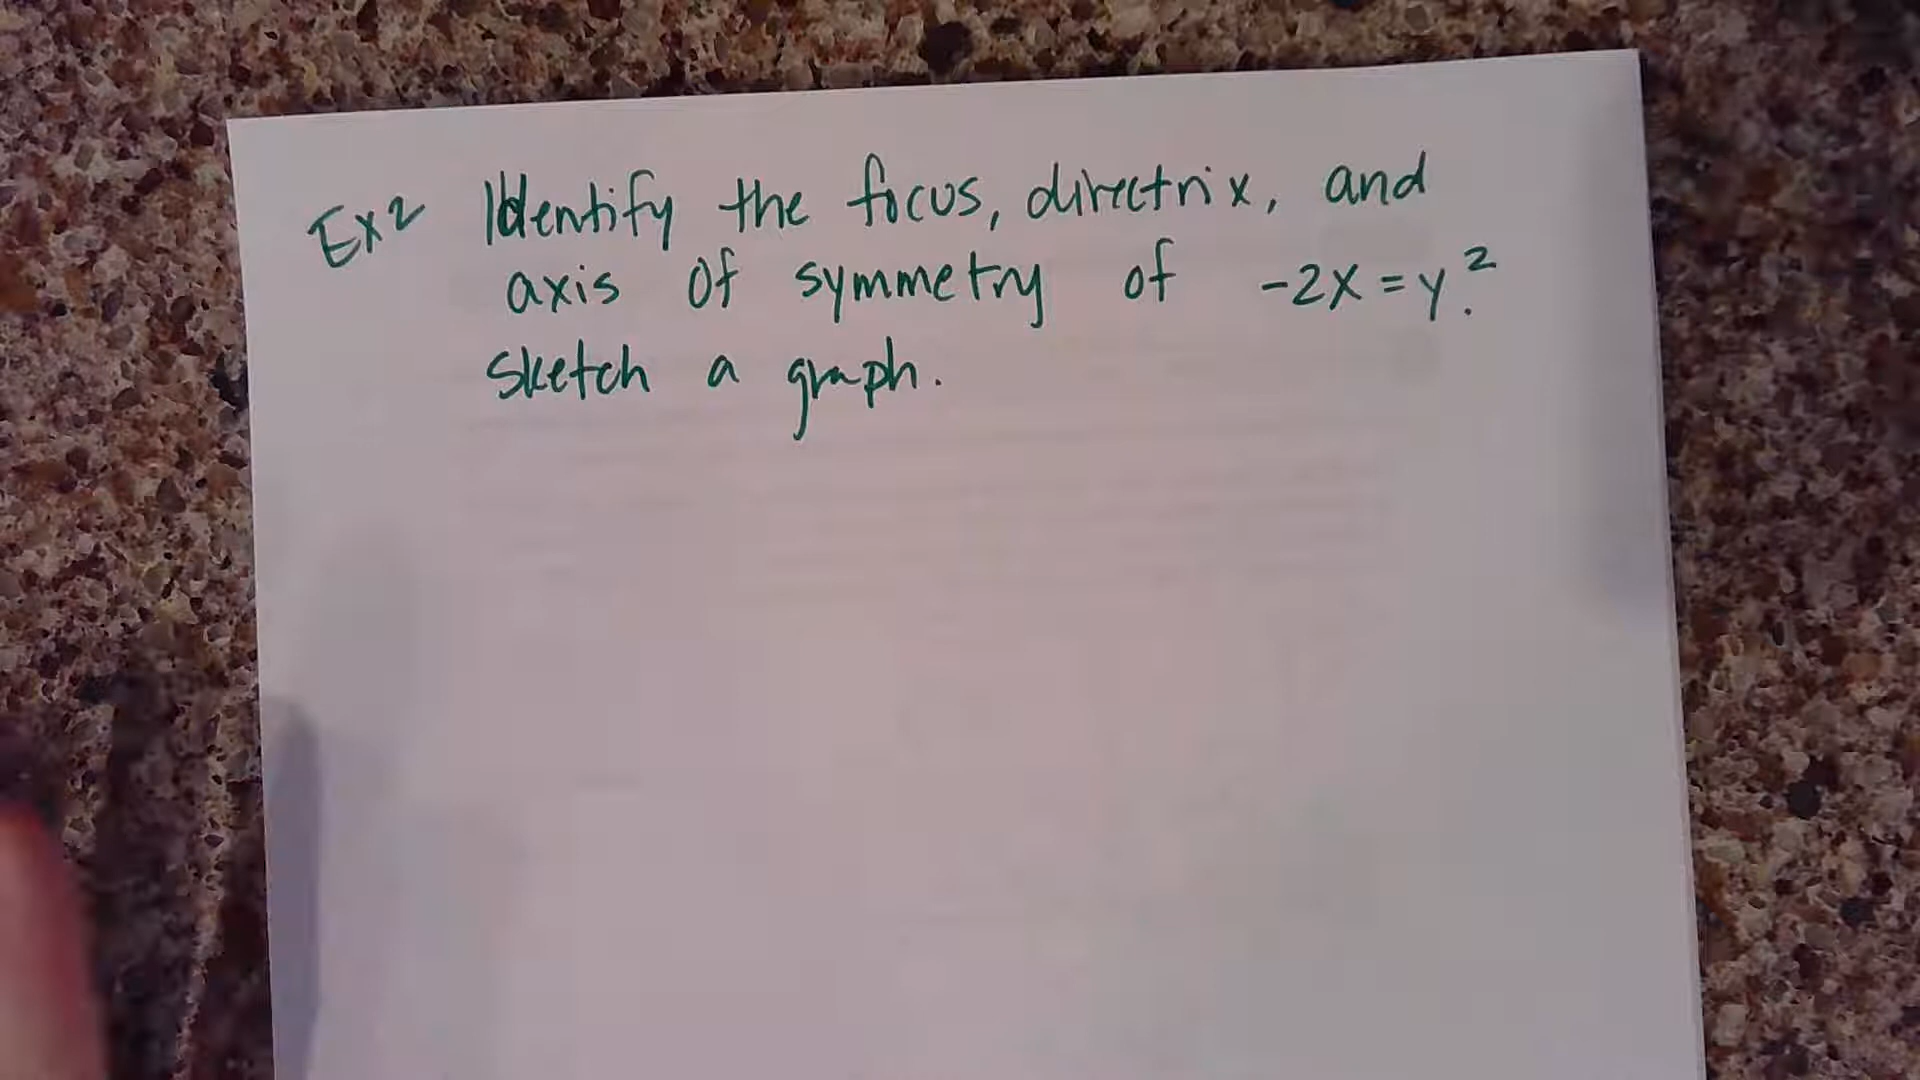 Ex2 Identify the focus, directrix, and
axis of symmetry of -2x = y².
Sketch a graph.